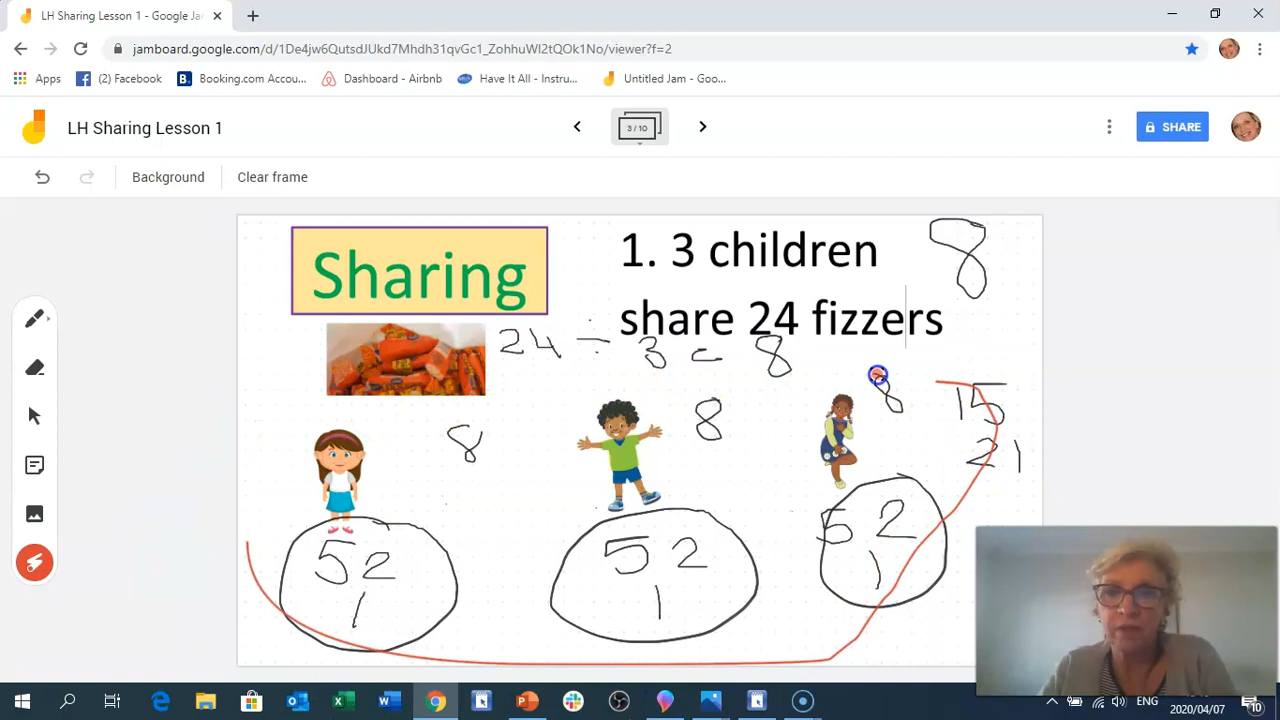 LH Sharing Lesson 1 - Google Ja
jamboard.google.com/d/1De4jw6QutsdJUkd7Mhdh31qvGc1_ZohhuWl2tQOk1No/viewer?f=2
Apps
(2) Facebook
Booking.com Accou...
Dashboard - Airbnb
Have It All - Instru...
Untitled Jam - Goo...
LH Sharing Lesson 1
3 / 10
SHARE
Background
Clear frame
Sharing
1. 3 children
share 24 fizzers
8
24 ÷ 3 = 8
8
8
8
15
21
5 2
1
5 2
1
5 2
1
ENG
2020/04/07
10